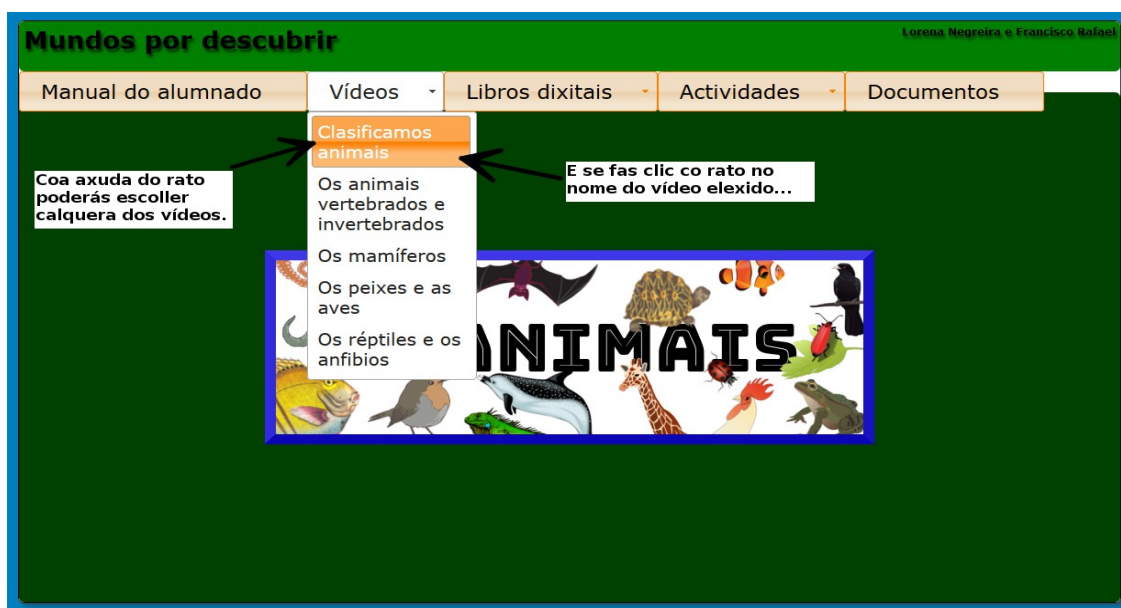 Mundos por descubrir
Lorena Negreira e Francisco Rafael
Manual do alumnado
Vídeos
Libros dixitais
Actividades
Documentos
Clasificamos
animais
Os animais
vertebrados e
invertebrados
Os mamíferos
Os peixes e as
aves
Os réptiles e os
anfibios
Coa axuda do rato
poderás escoller
calquera dos vídeos.
E se fas clic co rato no
nome do vídeo elexido...
ANIMAIS